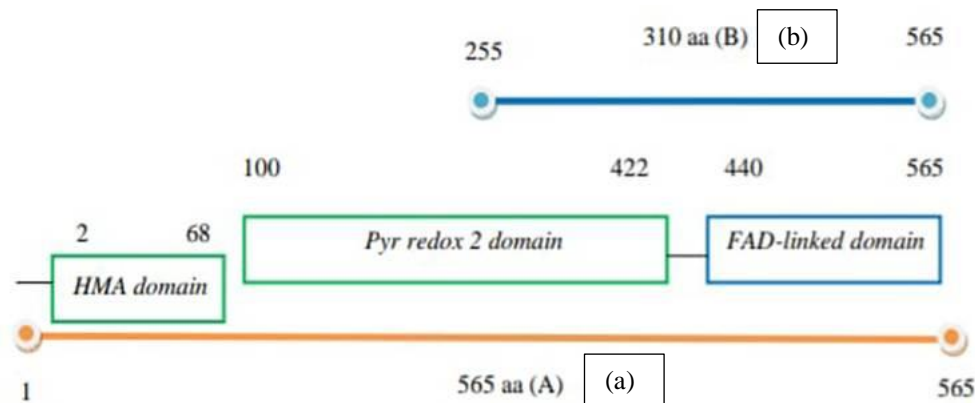 310 aa (B) (b)
255 565
100 422 440 565
2 68
Pyr redox 2 domain
FAD-linked domain
HMA domain
565 aa (A) (a)
1 565